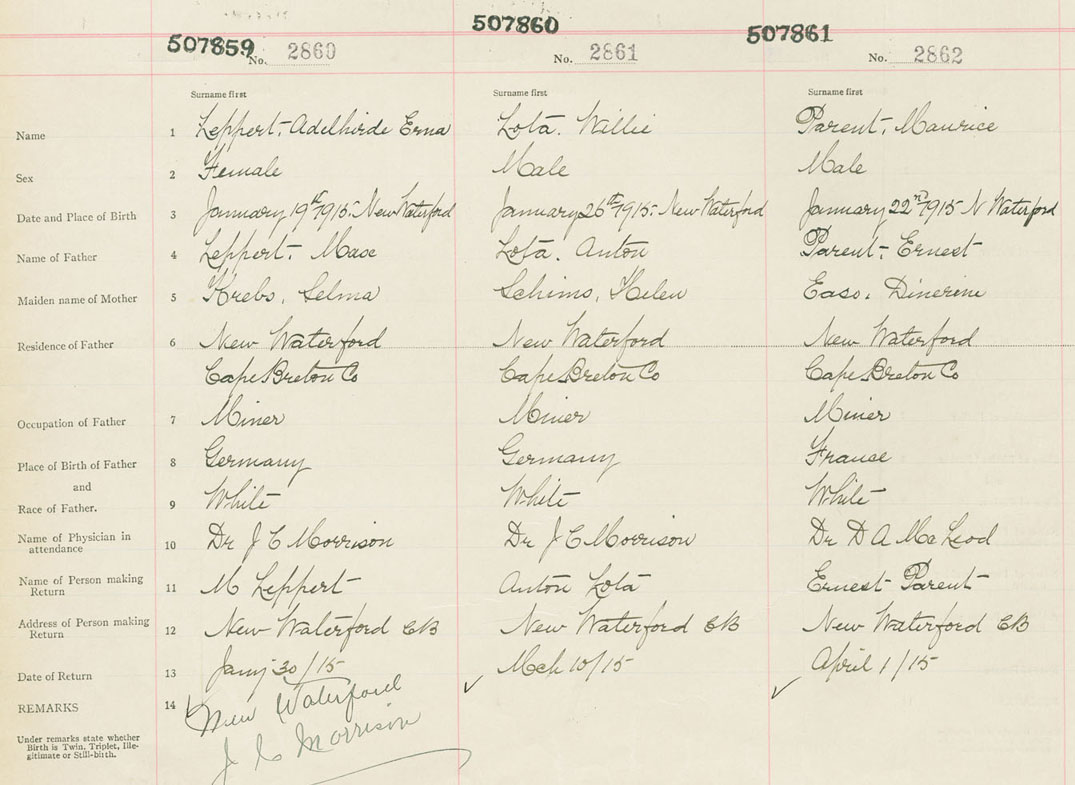 507859 507860 507861
No. 2860 No. 2861 No. 2862
Surname first Surname first Surname first
Name 1 Leppert, Adelhirde Erna Lota. Willie Parent, Maurice
Sex 2 Female Male Male
Date and Place of Birth 3 January 19th 1915. New Waterford January 26th 1915. New Waterford January 22nd 1915 N Waterford
Name of Father 4 Leppert, Max Lota. Anton Parent, Ernest
Maiden name of Mother 5 Krebs, Selma Schims, Helen Easo, Dinerine
Residence of Father 6 New Waterford New Waterford New Waterford
Cape Breton Co Cape Breton Co Cape Breton Co
Occupation of Father 7 Miner Miner Miner
Place of Birth of Father 8 Germany Germany France
and
Race of Father. 9 White White White
Name of Physician in
attendance 10 Dr J C Morrison Dr J C Morrison Dr D A McLeod
Name of Person making
Return 11 M Leppert Anton Lota Ernest Parent
Address of Person making
Return 12 New Waterford CB New Waterford CB New Waterford CB
Date of Return 13 Jany 30/15 Mch 10/15 April 1/15
REMARKS 14 New Waterford
J C Morrison
Under remarks state whether
Birth is Twin, Triplet, Ille-
gitimate or Still-birth.